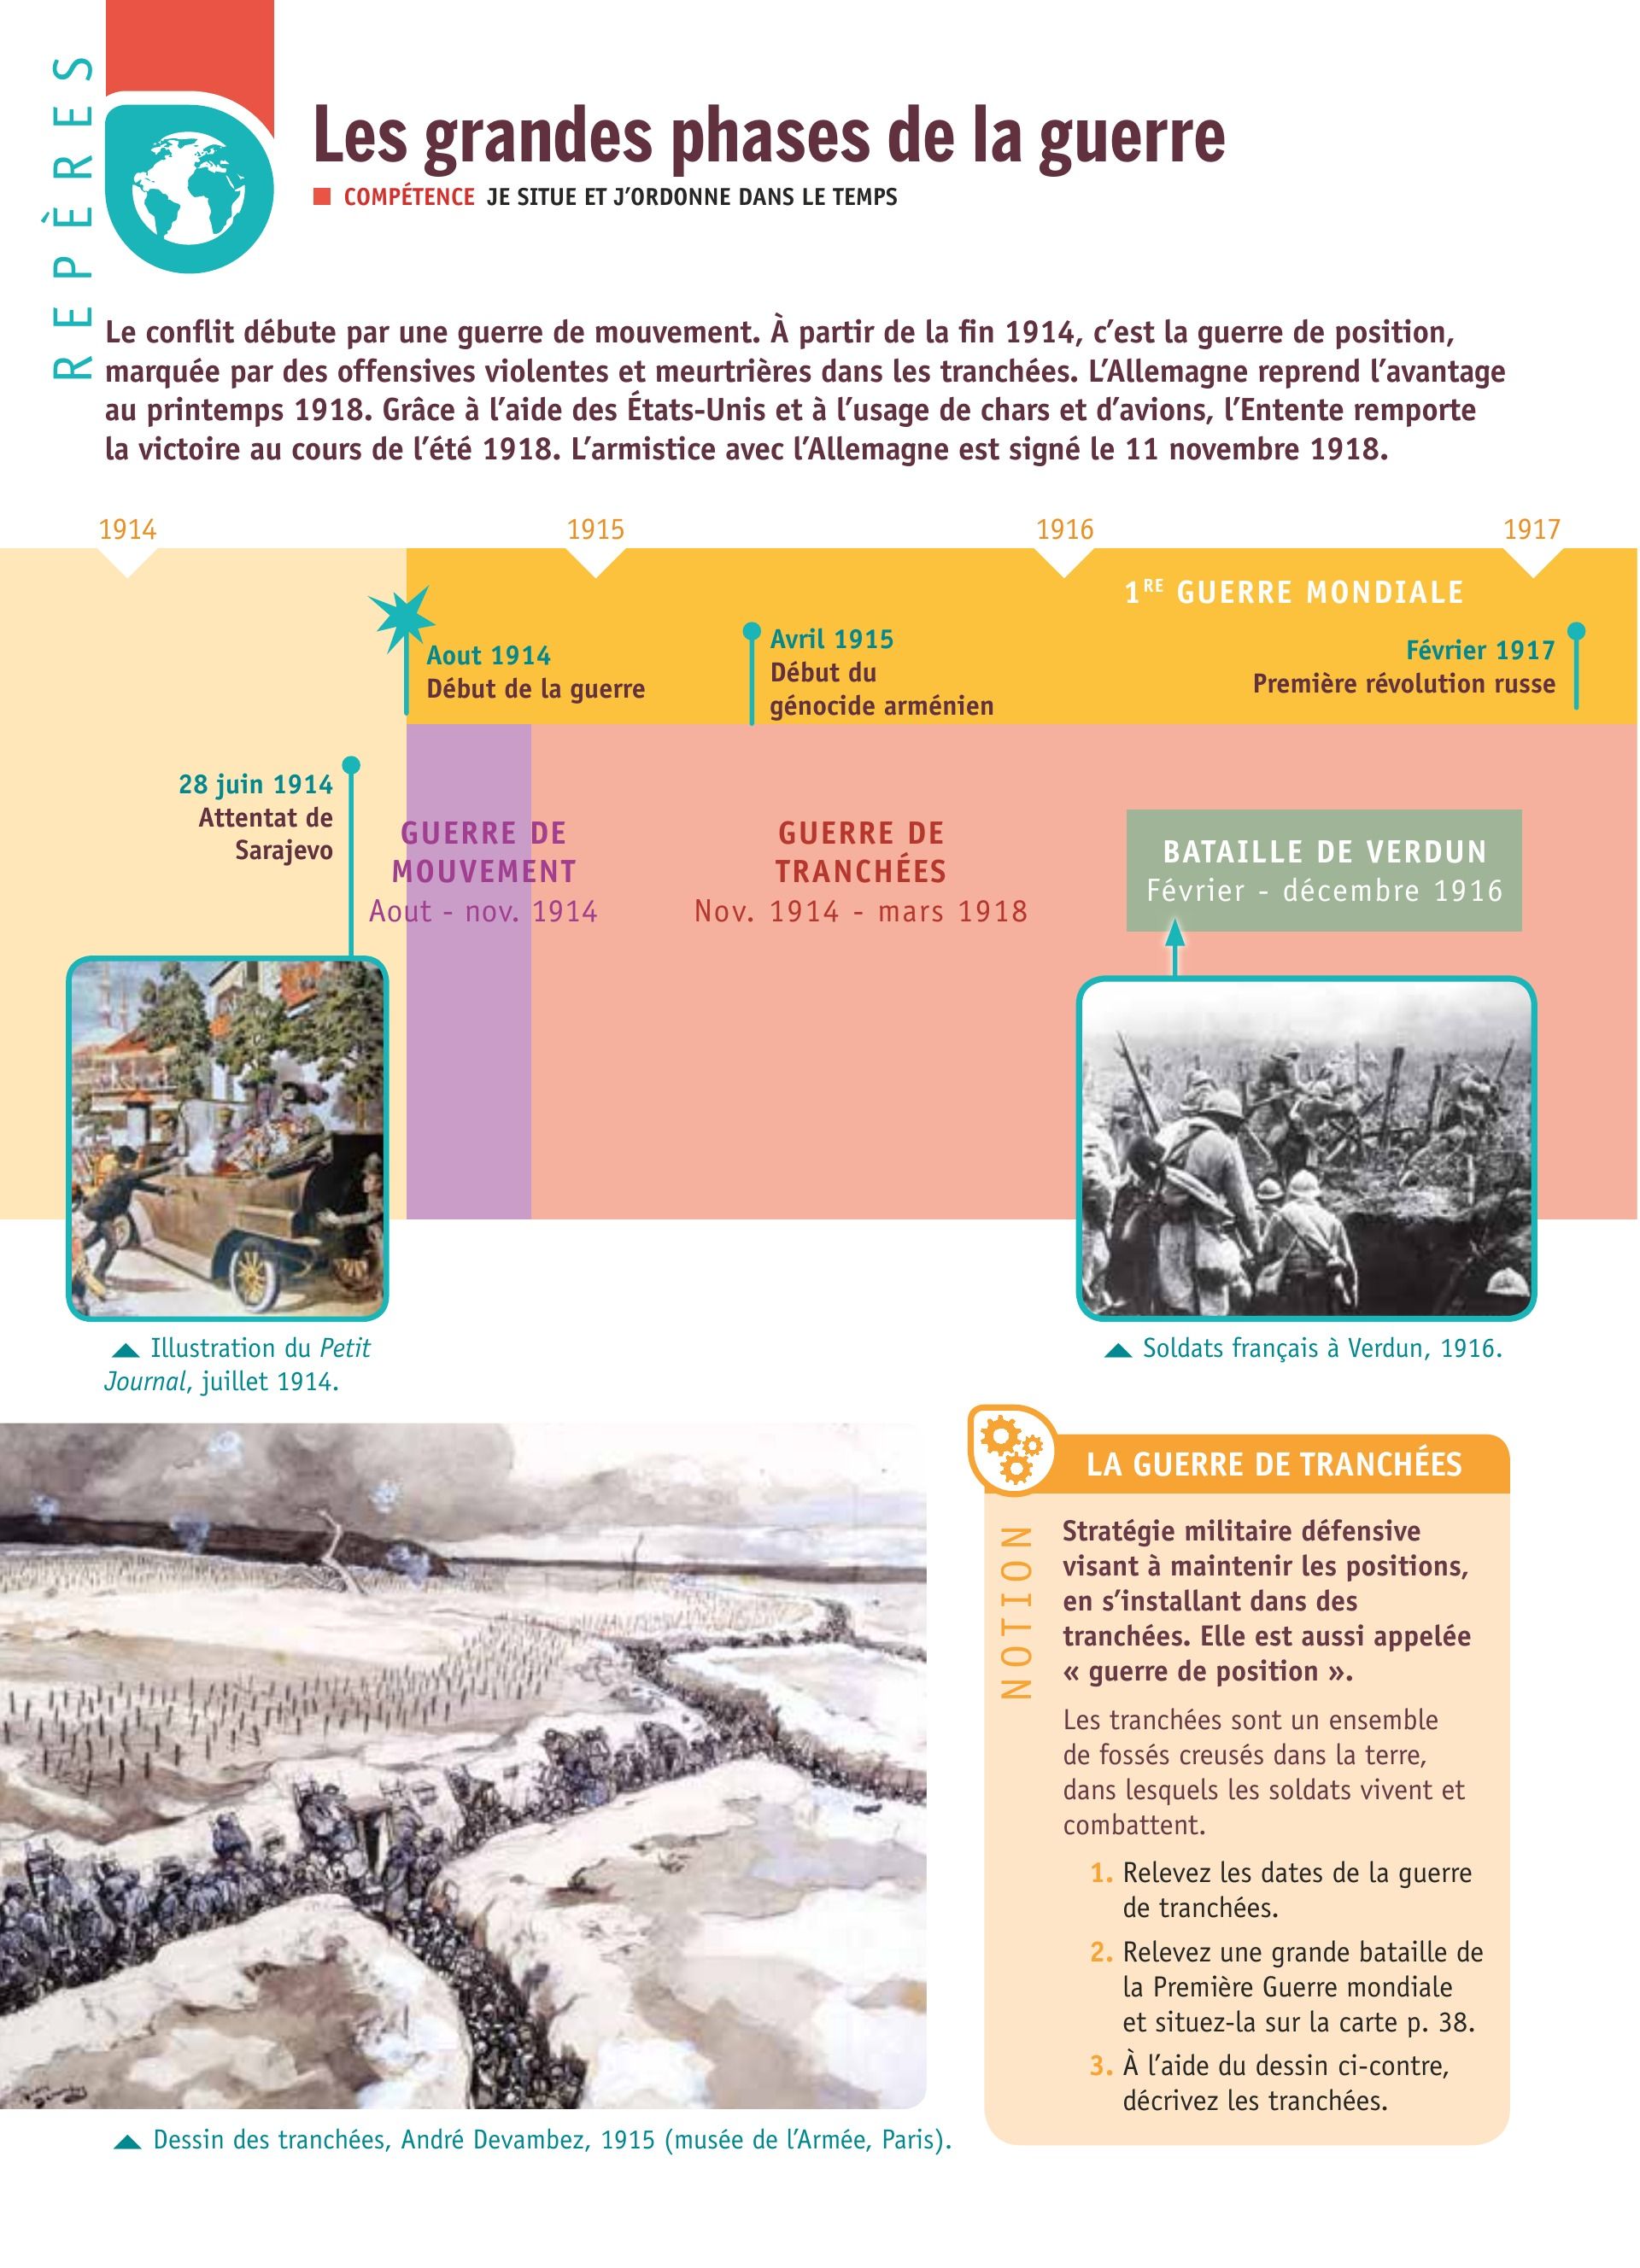 REPÈRES
Les grandes phases de la guerre
COMPÉTENCE JE SITUE ET J’ORDONNE DANS LE TEMPS
Le conflit débute par une guerre de mouvement. À partir de la fin 1914, c’est la guerre de position,
marquée par des offensives violentes et meurtrières dans les tranchées. L’Allemagne reprend l’avantage
au printemps 1918. Grâce à l’aide des États-Unis et à l’usage de chars et d’avions, l’Entente remporte
la victoire au cours de l’été 1918. L’armistice avec l’Allemagne est signé le 11 novembre 1918.
1914 1915 1916 1917
1RE GUERRE MONDIALE
Aout 1914
Début de la guerre
Avril 1915
Début du
génocide arménien
Février 1917
Première révolution russe
28 juin 1914
Attentat de
Sarajevo
GUERRE DE
MOUVEMENT
Aout - nov. 1914
GUERRE DE
TRANCHÉES
Nov. 1914 - mars 1918
BATAILLE DE VERDUN
Février - décembre 1916
Illustration du Petit
Journal, juillet 1914.
Soldats français à Verdun, 1916.
LA GUERRE DE TRANCHÉES
NOTION
Stratégie militaire défensive
visant à maintenir les positions,
en s’installant dans des
tranchées. Elle est aussi appelée
« guerre de position ».
Les tranchées sont un ensemble
de fossés creusés dans la terre,
dans lesquels les soldats vivent et
combattent.
1. Relevez les dates de la guerre
de tranchées.
2. Relevez une grande bataille de
la Première Guerre mondiale
et situez-la sur la carte p. 38.
3. À l’aide du dessin ci-contre,
décrivez les tranchées.
Dessin des tranchées, André Devambez, 1915 (musée de l’Armée, Paris).